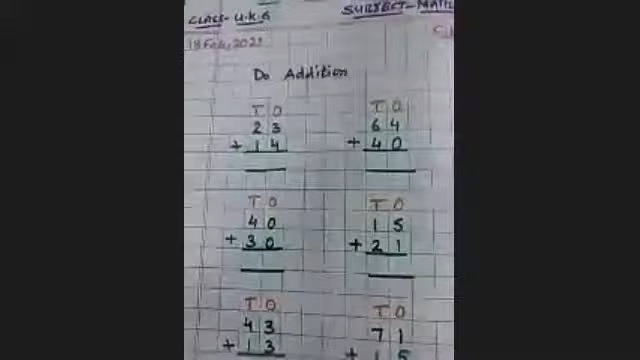 CLASS- U.K.G SUBJECT- MATH
18 Feb, 2021
Do Addition
T O T O
2 3 6 4
+ 1 4 + 4 0
T O T O
4 0 1 5
+ 3 0 + 2 1
T O T O
4 3 7 1
+ 1 3 + 1 5